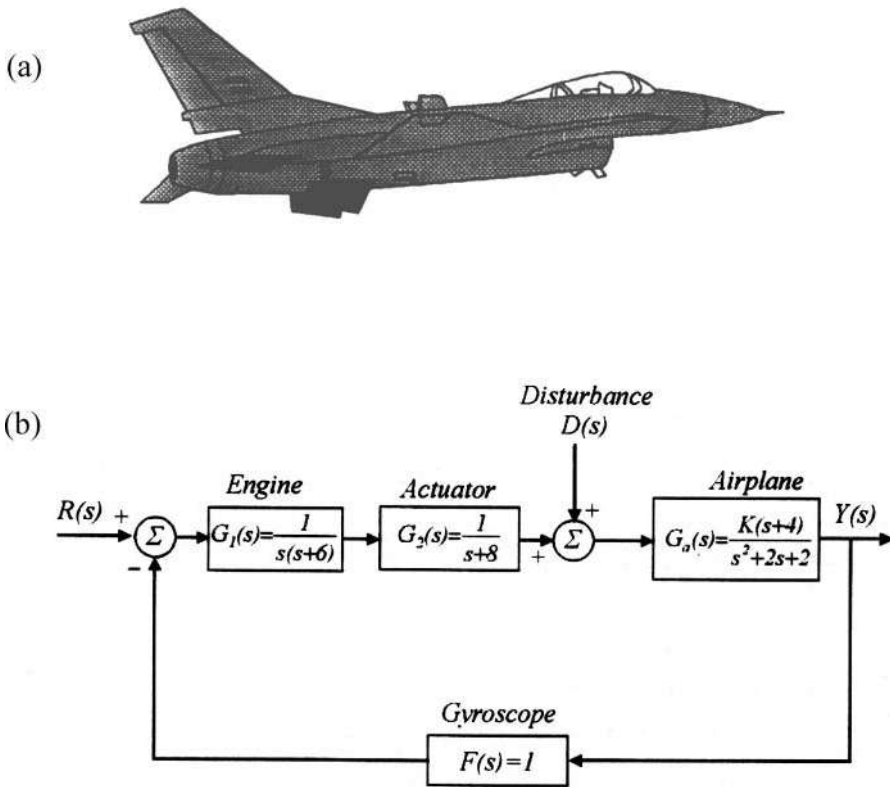 (a)
(b)
Disturbance
D(s)
Engine
Actuator
Airplane
R(s) + Σ − G₁(s)=1/s(s+6) G₂(s)=1/s+8 + + Σ Gₐ(s)=K(s+4)/s²+2s+2 Y(s)
Gyroscope
F(s)=1